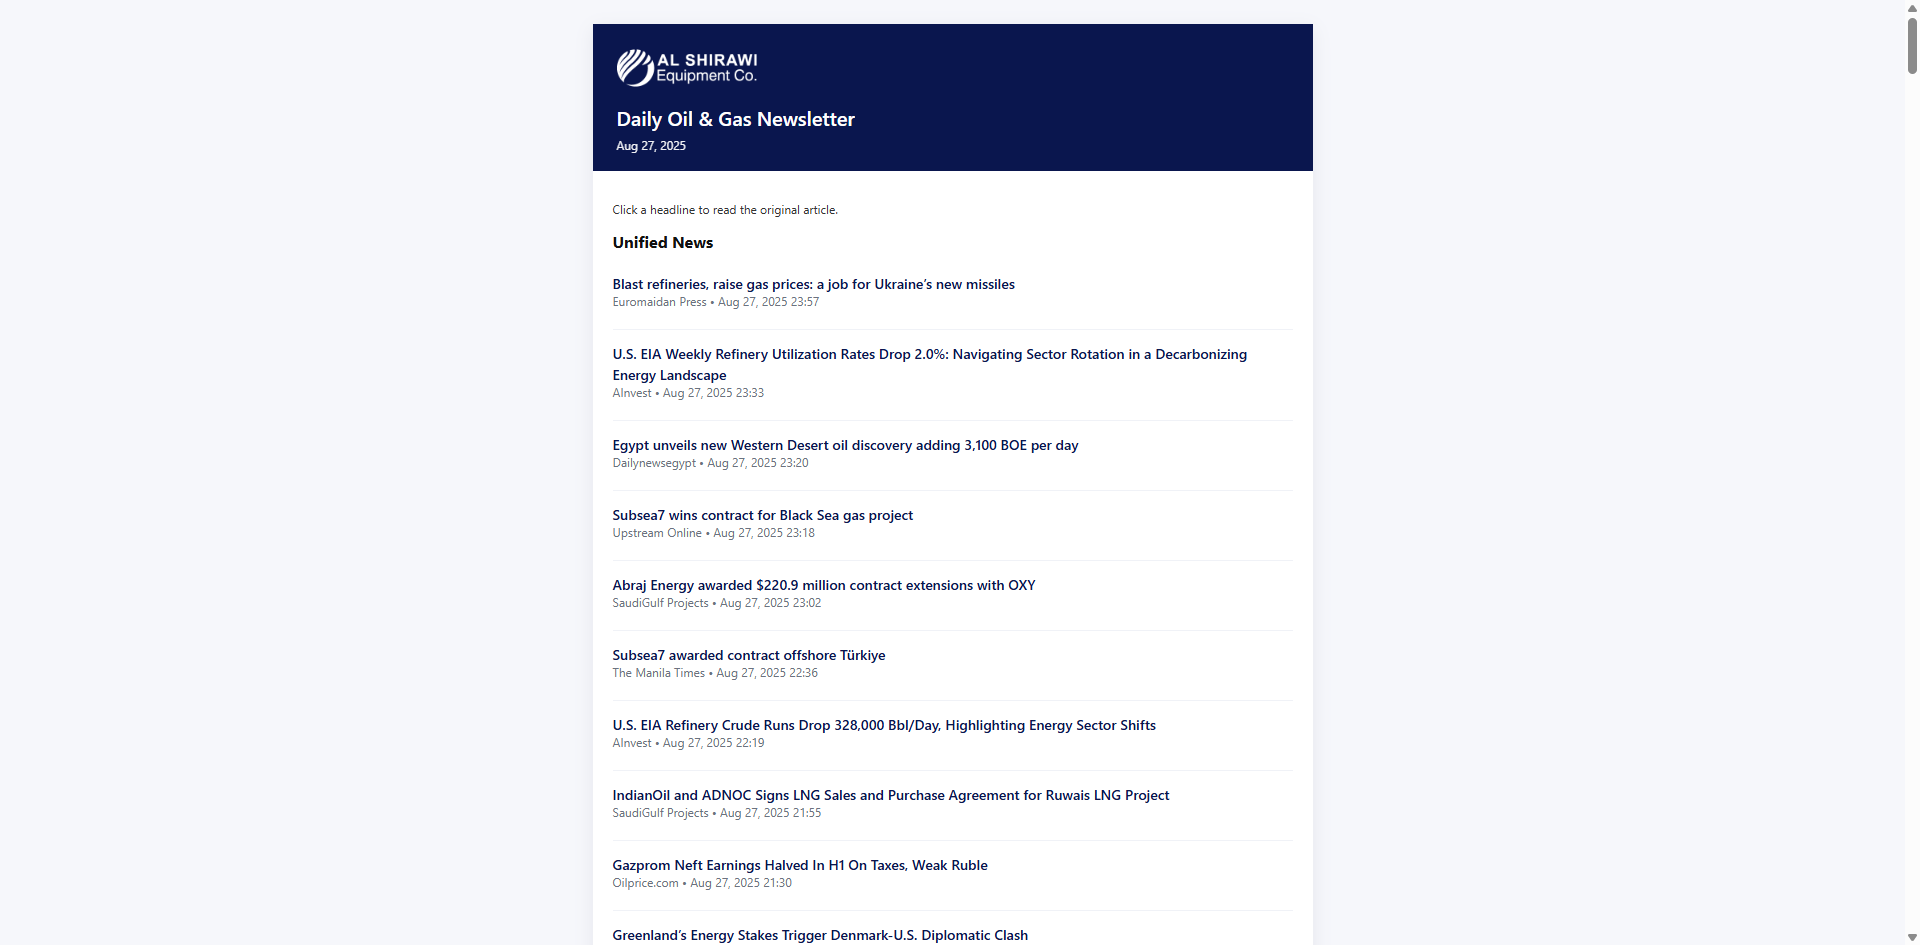 AL SHIRAWI
Equipment Co.
Daily Oil & Gas Newsletter
Aug 27, 2025
Click a headline to read the original article.
Unified News
Blast refineries, raise gas prices: a job for Ukraine’s new missiles
Euromaidan Press • Aug 27, 2025 23:57
U.S. EIA Weekly Refinery Utilization Rates Drop 2.0%: Navigating Sector Rotation in a Decarbonizing
Energy Landscape
AInvest • Aug 27, 2025 23:33
Egypt unveils new Western Desert oil discovery adding 3,100 BOE per day
Dailynewsegypt • Aug 27, 2025 23:20
Subsea7 wins contract for Black Sea gas project
Upstream Online • Aug 27, 2025 23:18
Abraj Energy awarded $220.9 million contract extensions with OXY
SaudiGulf Projects • Aug 27, 2025 23:02
Subsea7 awarded contract offshore Türkiye
The Manila Times • Aug 27, 2025 22:36
U.S. EIA Refinery Crude Runs Drop 328,000 Bbl/Day, Highlighting Energy Sector Shifts
AInvest • Aug 27, 2025 22:19
IndianOil and ADNOC Signs LNG Sales and Purchase Agreement for Ruwais LNG Project
SaudiGulf Projects • Aug 27, 2025 21:55
Gazprom Neft Earnings Halved In H1 On Taxes, Weak Ruble
Oilprice.com • Aug 27, 2025 21:30
Greenland’s Energy Stakes Trigger Denmark-U.S. Diplomatic Clash